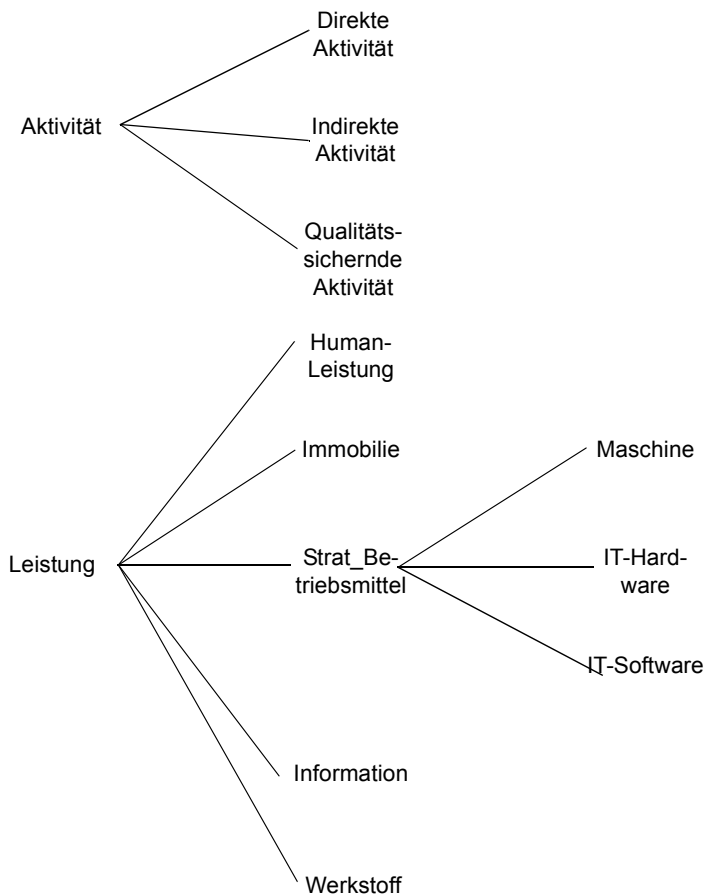 Direkte
Aktivität
Aktivität
Indirekte
Aktivität
Qualitäts-
sichernde
Aktivität
Human-
Leistung
Immobilie
Maschine
Leistung
Strat_Be-
triebsmittel
IT-Hard-
ware
IT-Software
Information
Werkstoff